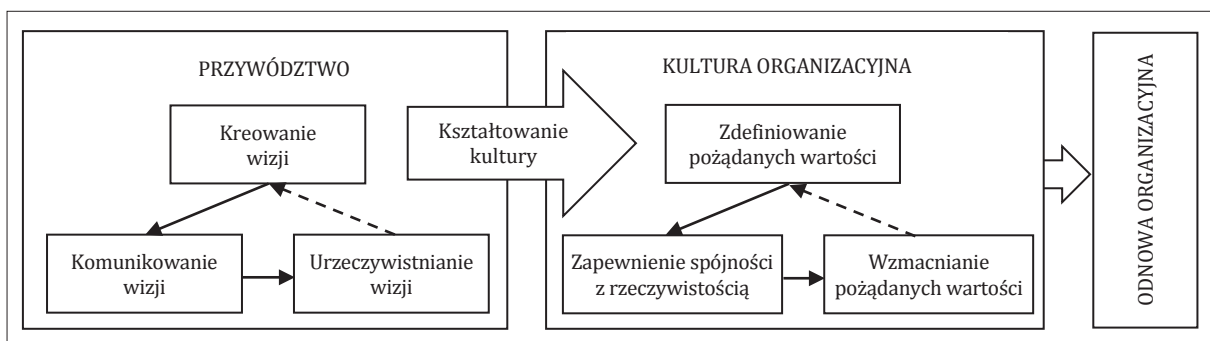 PRZYWÓDZTWO
Kreowanie
wizji
Komunikowanie
wizji
Urzeczywistnianie
wizji
Kształtowanie
kultury
KULTURA ORGANIZACYJNA
Zdefiniowanie
pożądanych wartości
Zapewnienie spójności
z rzeczywistością
Wzmacnianie
pożądanych wartości
ODNOWA ORGANIZACYJNA